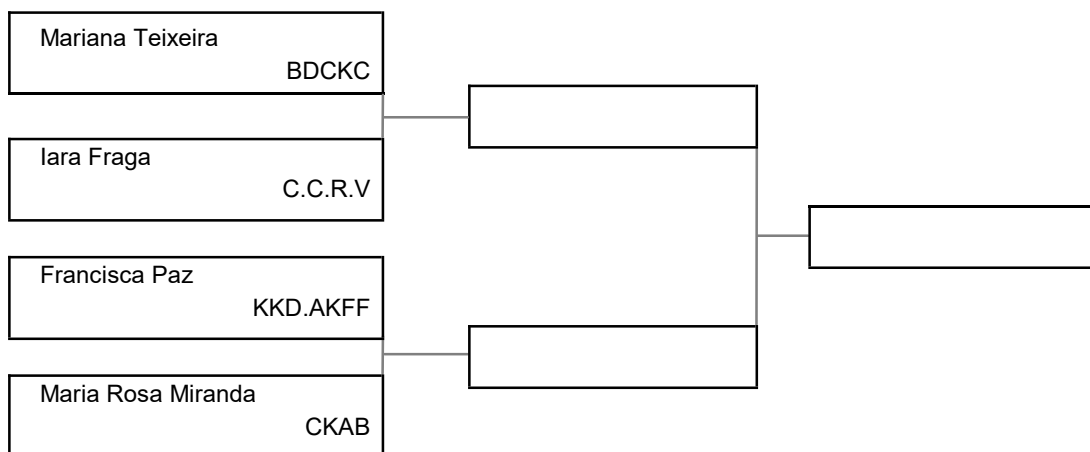 Mariana Teixeira
BDCKC
Iara Fraga
C.C.R.V
Francisca Paz
KKD.AKFF
Maria Rosa Miranda
CKAB